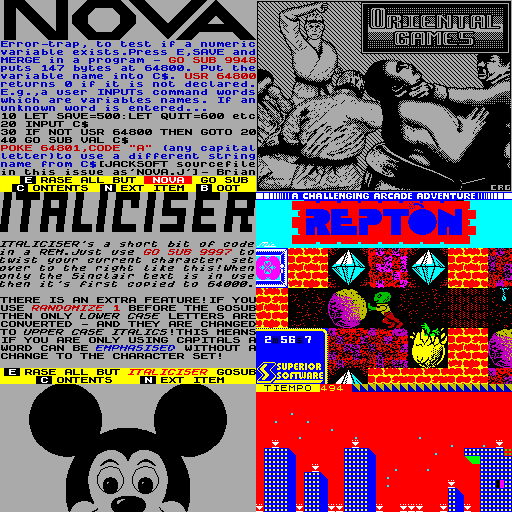 NOVA
Error-trap, to test if a numeric
variable exists.Press E,SAVE and
MERGE in a program - GO SUB 9948
puts 147 bytes at 64800. Put the
variable name into C$. USR 64800
returns 0 if it is not declared.
E.g.,a user INPUTs command words
which are variables names. If an
unknown word is entered...
10 LET SAVE=500:LET QUIT=600 etc
20 INPUT C$
30 IF NOT USR 64800 THEN GOTO 20
40 GO SUB VAL C$
POKE 64801,CODE "A" (any capital
letter)to use a different string
name from C$.LJACKSOFT sourcefile
in this issue as'NOVA.'!- Brian
E RASE ALL BUT NOVA GO SUB
C ONTENTS N EXT ITEM B OOT
ORIENTAL
GAMES
CRG
ITALICISER
ITALICISER's a short bit of code
in a REM.Just use GO SUB 9997 to
twist your current character set
over to the right like this!When
only the Sinclair text is in use
then it's first copied to 64000.
THERE IS AN EXTRA FEATURE!IF YOU
USE RANDOMIZE 1 BEFORE THE GOSUB
THEN ONLY LOWER CASE LETTERS ARE
CONVERTED - AND THEY ARE CHANGED
TO UPPER CASE ITALICS!THIS MEANS
IF YOU ARE ONLY USING CAPITALS A
WORD CAN BE EMPHASISED WITHOUT A
CHANGE TO THE CHARACTER SET!
E RASE ALL BUT ITALICISER GOSUB
C ONTENTS N EXT ITEM
A CHALLENGING ARCADE ADVENTURE
REPTON
2:56:7
SUPERIOR
SOFTWARE
TIEMPO 494